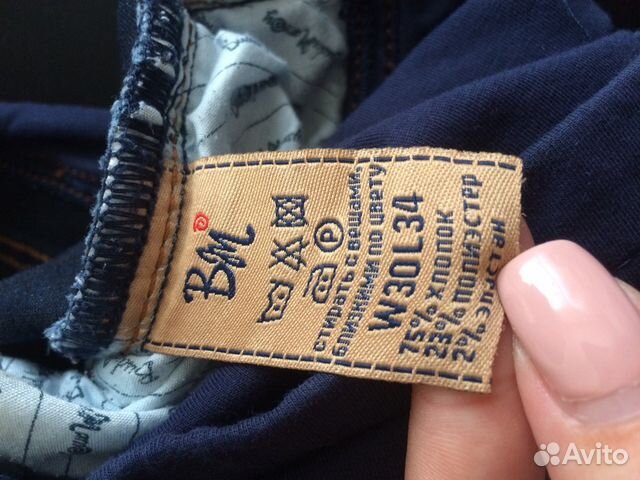 BM
P
стирать с вещами,
близкими по цвету
W30L34
75% ХЛОПОК
23% ПОЛИЭСТЕР
2% ЭЛАСТАН
Avito